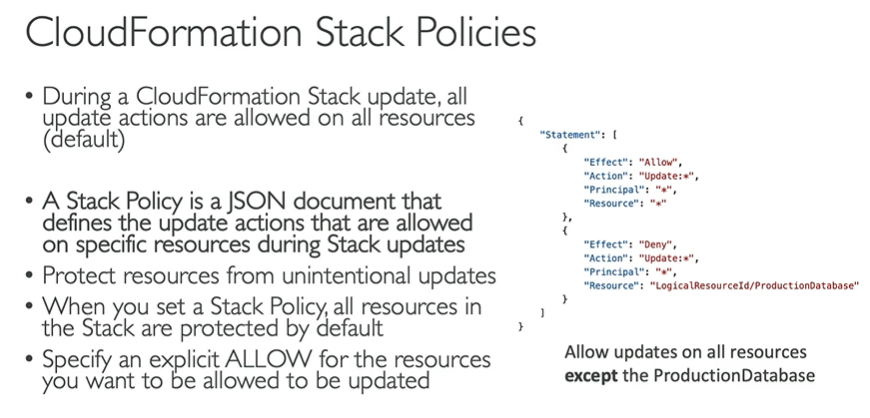 CloudFormation Stack Policies
• During a CloudFormation Stack update, all
update actions are allowed on all resources
(default)
• A Stack Policy is a JSON document that
defines the update actions that are allowed
on specific resources during Stack updates
• Protect resources from unintentional updates
• When you set a Stack Policy, all resources in
the Stack are protected by default
• Specify an explicit ALLOW for the resources
you want to be allowed to be updated
{
"Statement": [
{
"Effect": "Allow",
"Action": "Update:*",
"Principal": "*",
"Resource": "*"
},
{
"Effect": "Deny",
"Action": "Update:*",
"Principal": "*",
"Resource": "LogicalResourceId/ProductionDatabase"
}
]
}
Allow updates on all resources
except the ProductionDatabase